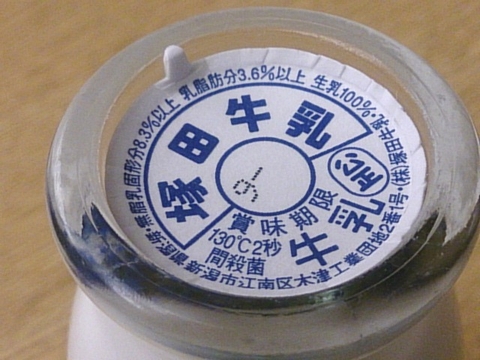 無脂乳固形分8.3%以上 乳脂肪分3.6%以上 生乳100%
塚田牛乳
公正
牛乳
賞味期限
130℃2秒
間殺菌
(株)塚田牛乳
新潟県新潟市江南区木津工業団地2番1号